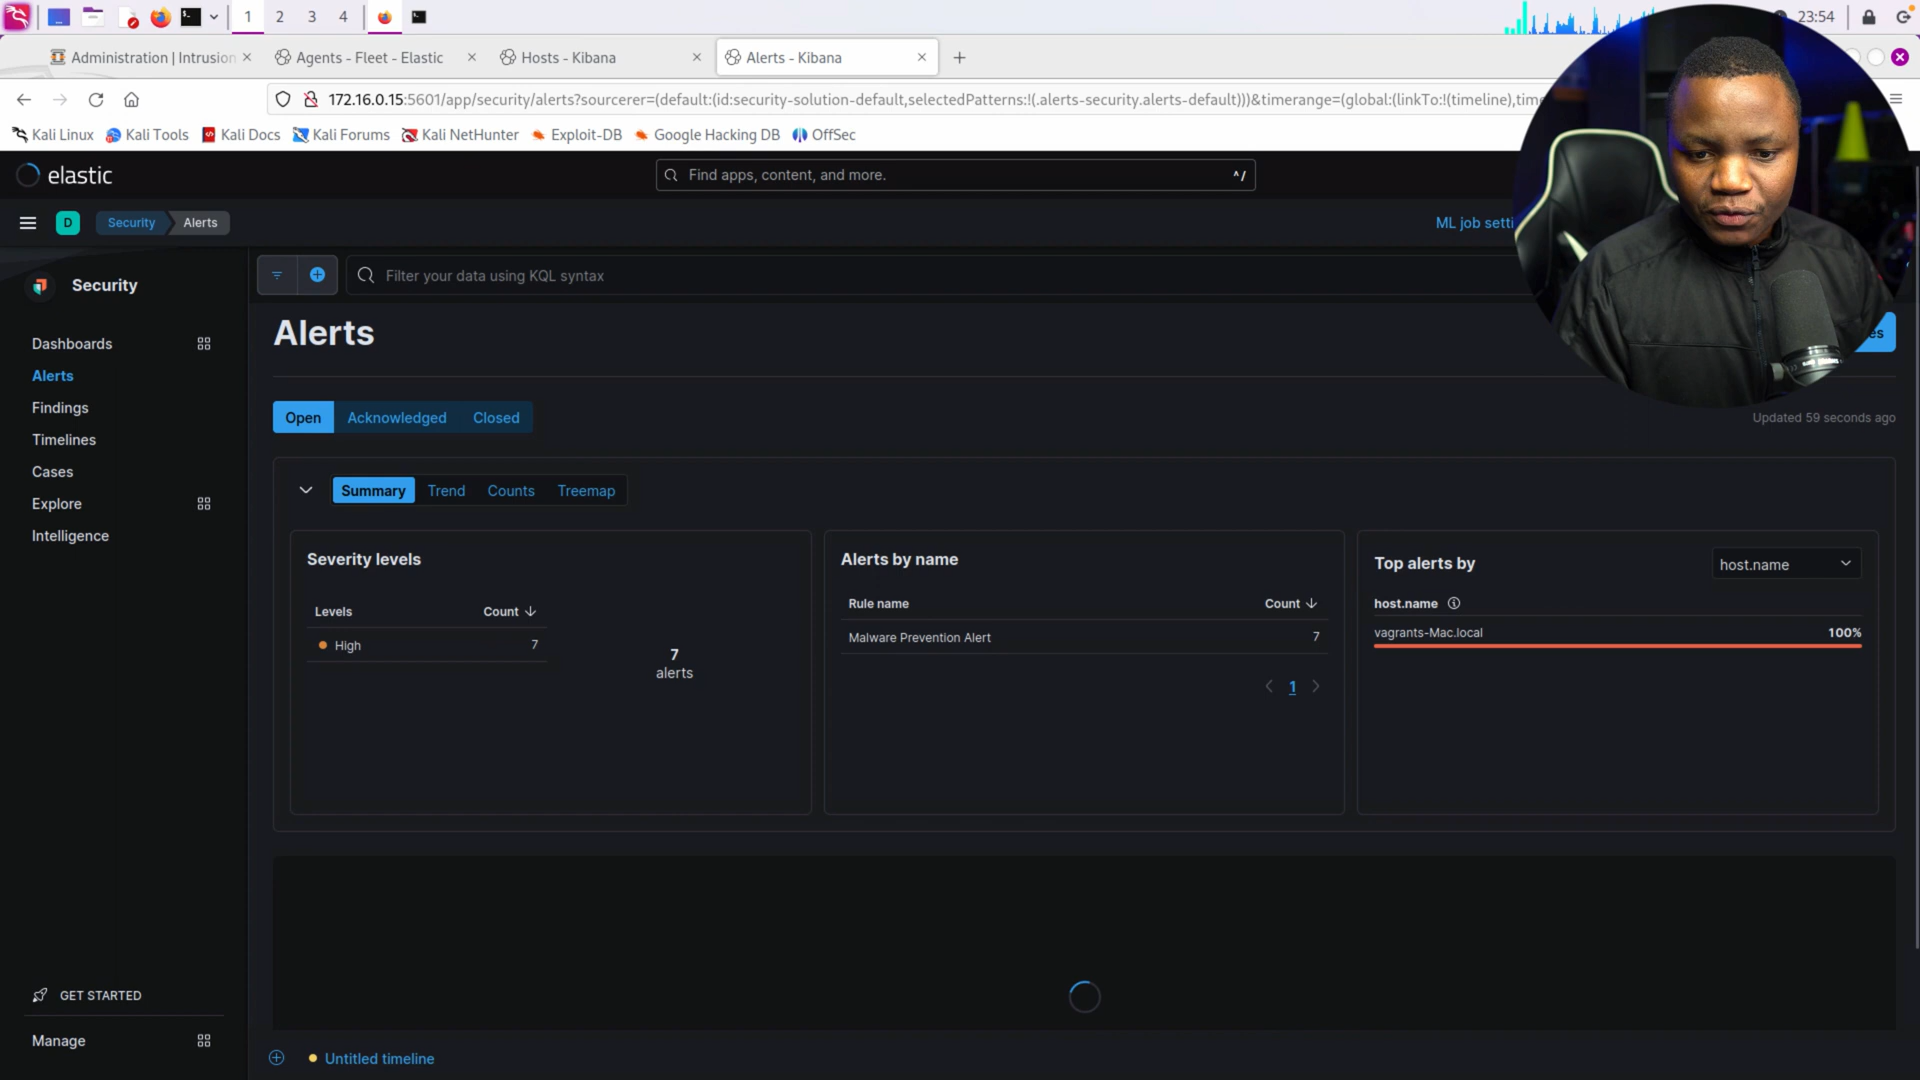 1 2 3 4 23:54
Administration | Intrusion Agents - Fleet - Elastic Hosts - Kibana Alerts - Kibana
172.16.0.15:5601/app/security/alerts?sourcerer=(default:(id:security-solution-default,selectedPatterns:!(.alerts-security.alerts-default)))&timerange=(global:(linkTo:!(timeline),time
Kali Linux Kali Tools Kali Docs Kali Forums Kali NetHunter Exploit-DB Google Hacking DB OffSec
elastic Find apps, content, and more. ^/
D Security Alerts ML job setti
Security
Filter your data using KQL syntax
Dashboards
Alerts
Findings
Timelines
Cases
Explore
Intelligence
GET STARTED
Manage
Alerts
Open Acknowledged Closed Updated 59 seconds ago
Summary Trend Counts Treemap
Severity levels
Levels Count
High 7
7
alerts
Alerts by name
Rule name Count
Malware Prevention Alert 7
1
Top alerts by host.name
host.name
vagrants-Mac.local 100%
Untitled timeline